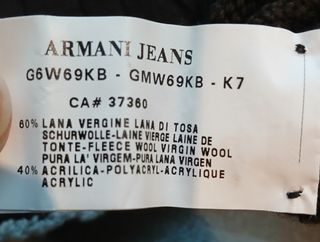 ARMANI JEANS
G6W69KB - GMW69KB - K7
CA# 37360
60% LANA VERGINE LANA DI TOSA
SCHURWOLLE-LAINE VIERGE LAINE DE
TONTE-FLEECE WOOL VIRGIN WOOL
PURA LA' VIRGEM-PURA LANA VIRGEN
40% ACRILICA-POLYACRYL-ACRYLIQUE
ACRYLIC